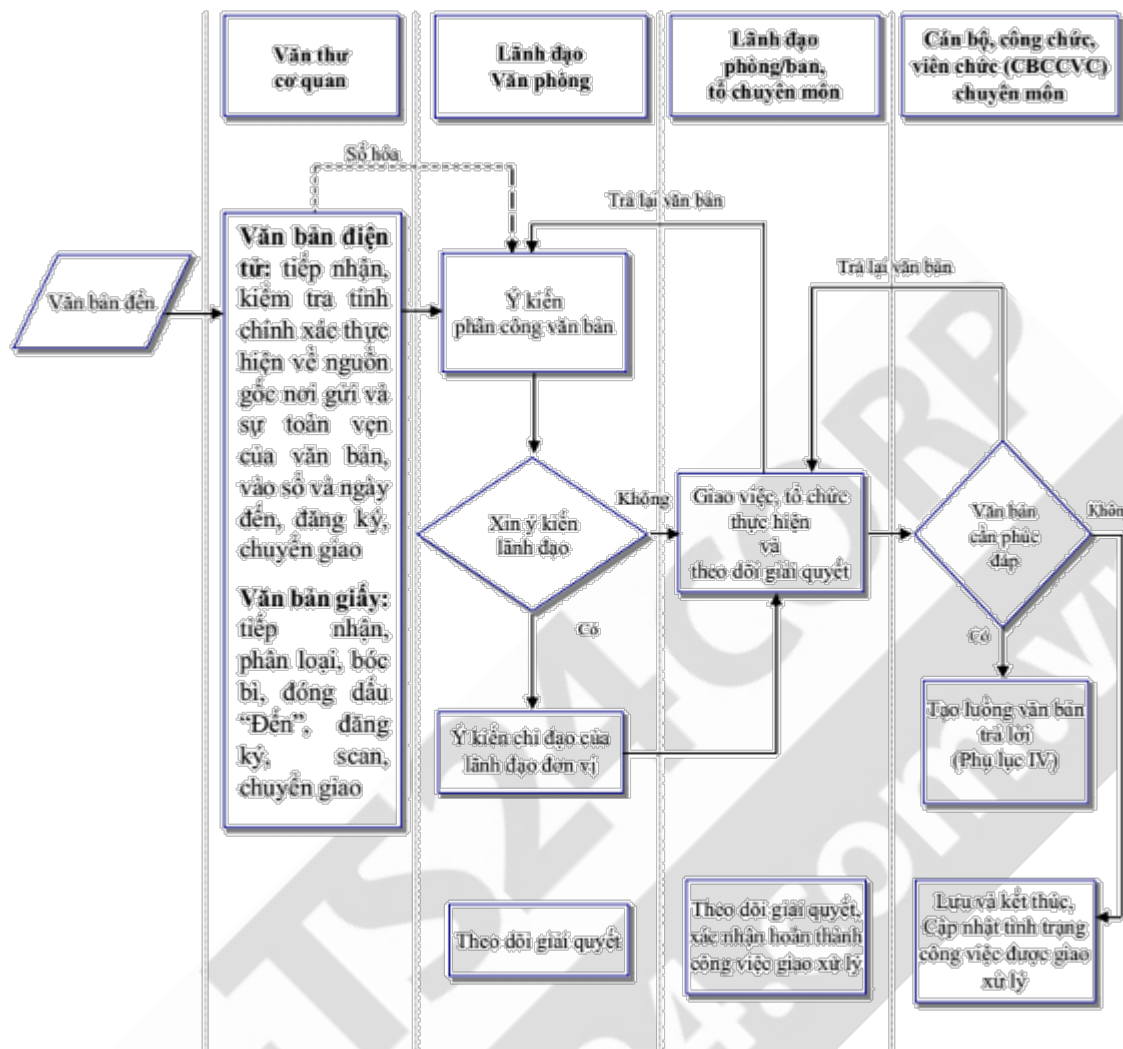 Văn thư
cơ quan
Lãnh đạo
Văn phòng
Lãnh đạo
phòng/ban,
tổ chuyên môn
Cán bộ, công chức,
viên chức (CBCCVC)
chuyên môn
Số hóa
Trả lại văn bản
Trả lại văn bản
Văn bản đến
Văn bản điện
tử: tiếp nhận,
kiểm tra tính
chính xác thực
hiện về nguồn
gốc nơi gửi và
sự toàn vẹn
của văn bản,
vào số và ngày
đến, đăng ký,
chuyển giao
Văn bản giấy:
tiếp nhận,
phân loại, bóc
bì, đóng dấu
“Đến”, đăng
ký, scan,
chuyển giao
Ý kiến
phân công văn bản
Xin ý kiến
lãnh đạo
Không
Có
Ý kiến chỉ đạo của
lãnh đạo đơn vị
Giao việc, tổ chức
thực hiện
và
theo dõi giải quyết
Văn bản
cần phúc
đáp
Khôn
Có
Tạo luồng văn bản
trả lời
(Phụ lục IV)
Theo dõi giải quyết
Theo dõi giải quyết,
xác nhận hoàn thành
công việc giao xử lý
Lưu và kết thúc,
Cập nhật tình trạng
công việc được giao
xử lý
TS24CORP